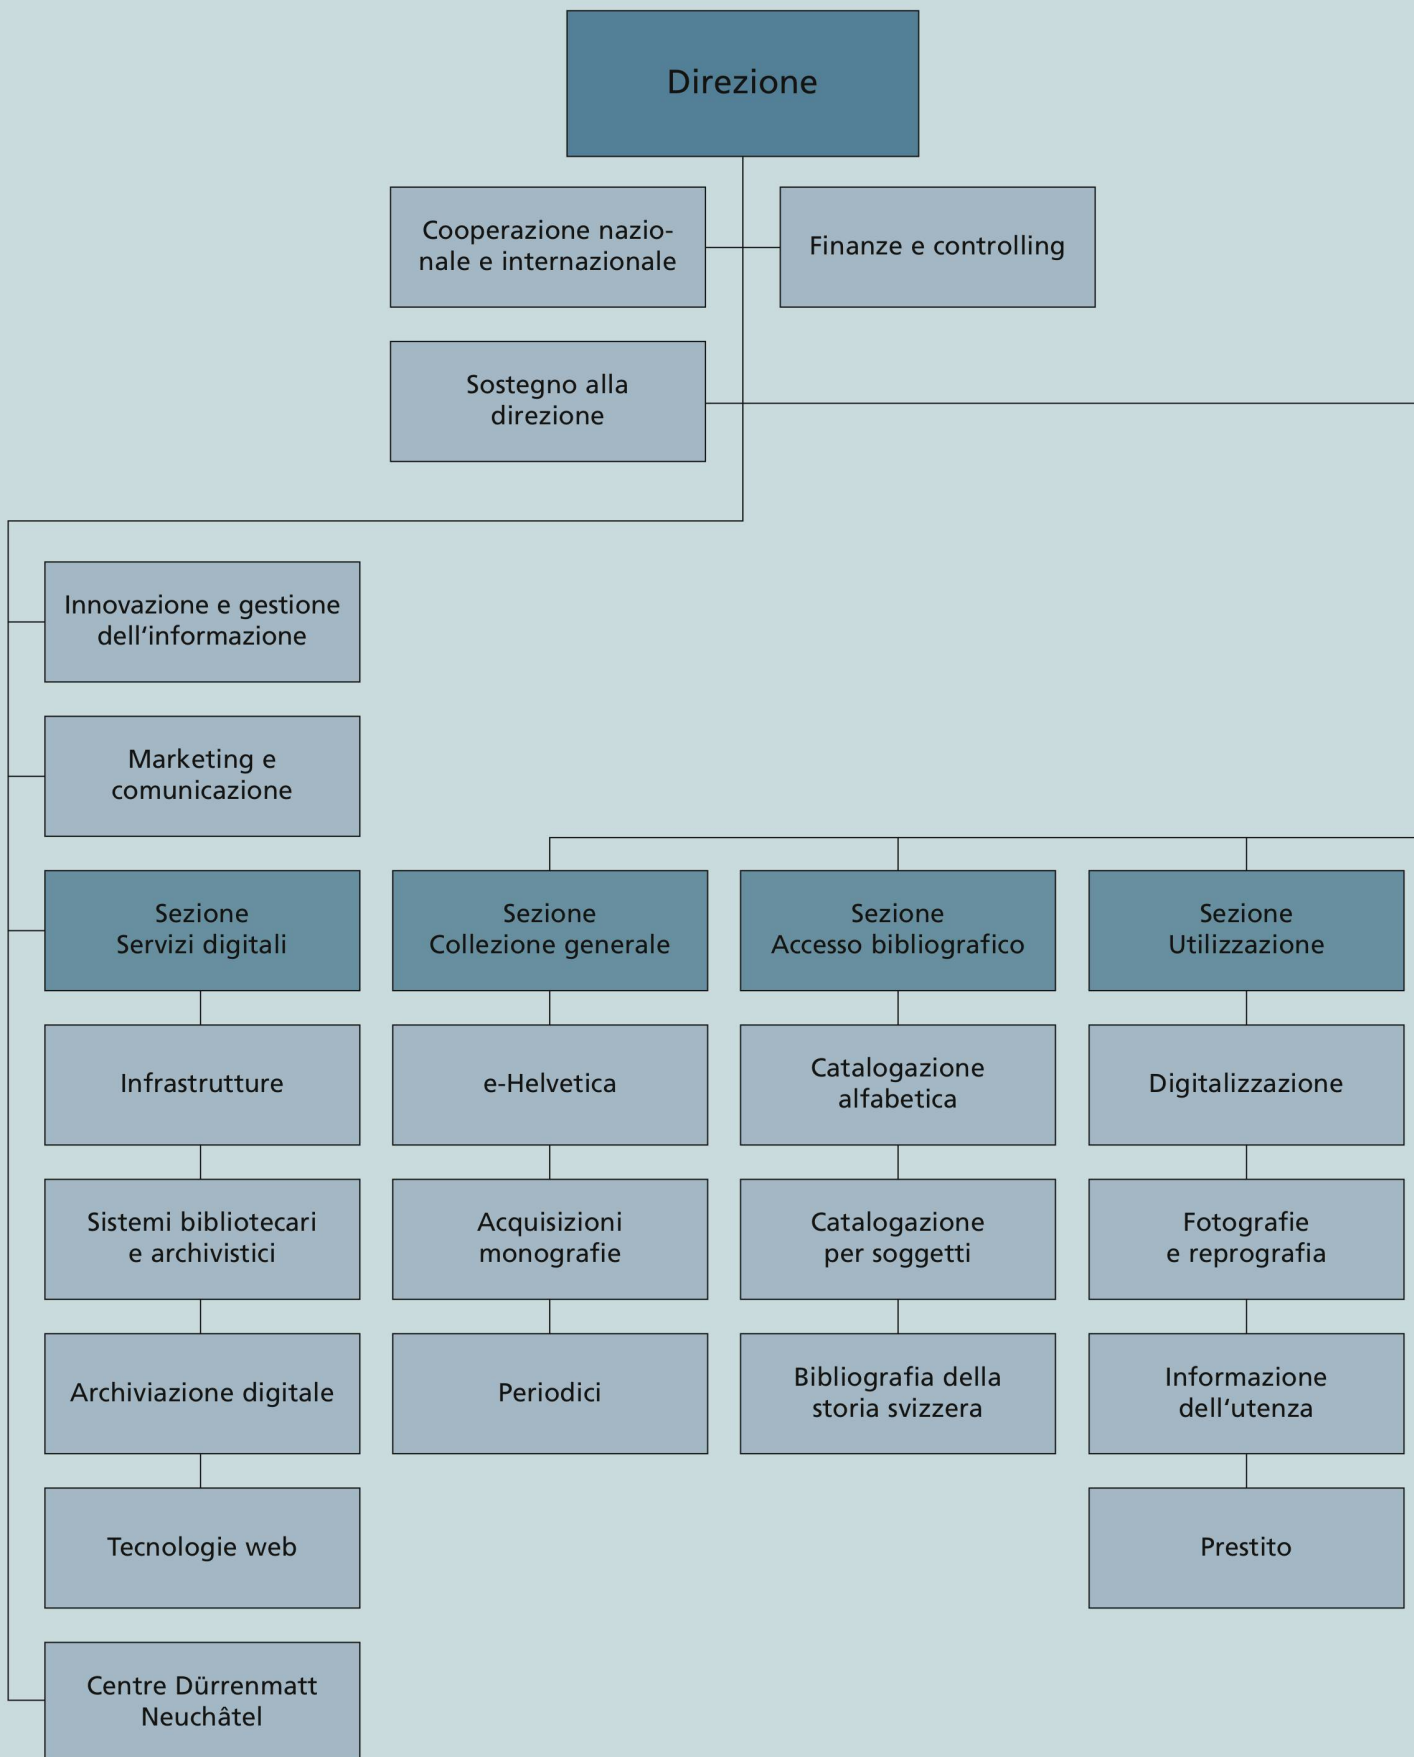 Direzione
Cooperazione nazio-
nale e internazionale
Finanze e controlling
Sostegno alla
direzione
Innovazione e gestione
dell‘informazione
Marketing e
comunicazione
Sezione
Servizi digitali
Infrastrutture
Sistemi bibliotecari
e archivistici
Archiviazione digitale
Tecnologie web
Centre Dürrenmatt
Neuchâtel
Sezione
Collezione generale
e-Helvetica
Acquisizioni
monografie
Periodici
Sezione
Accesso bibliografico
Catalogazione
alfabetica
Catalogazione
per soggetti
Bibliografia della
storia svizzera
Sezione
Utilizzazione
Digitalizzazione
Fotografie
e reprografia
Informazione
dell‘utenza
Prestito